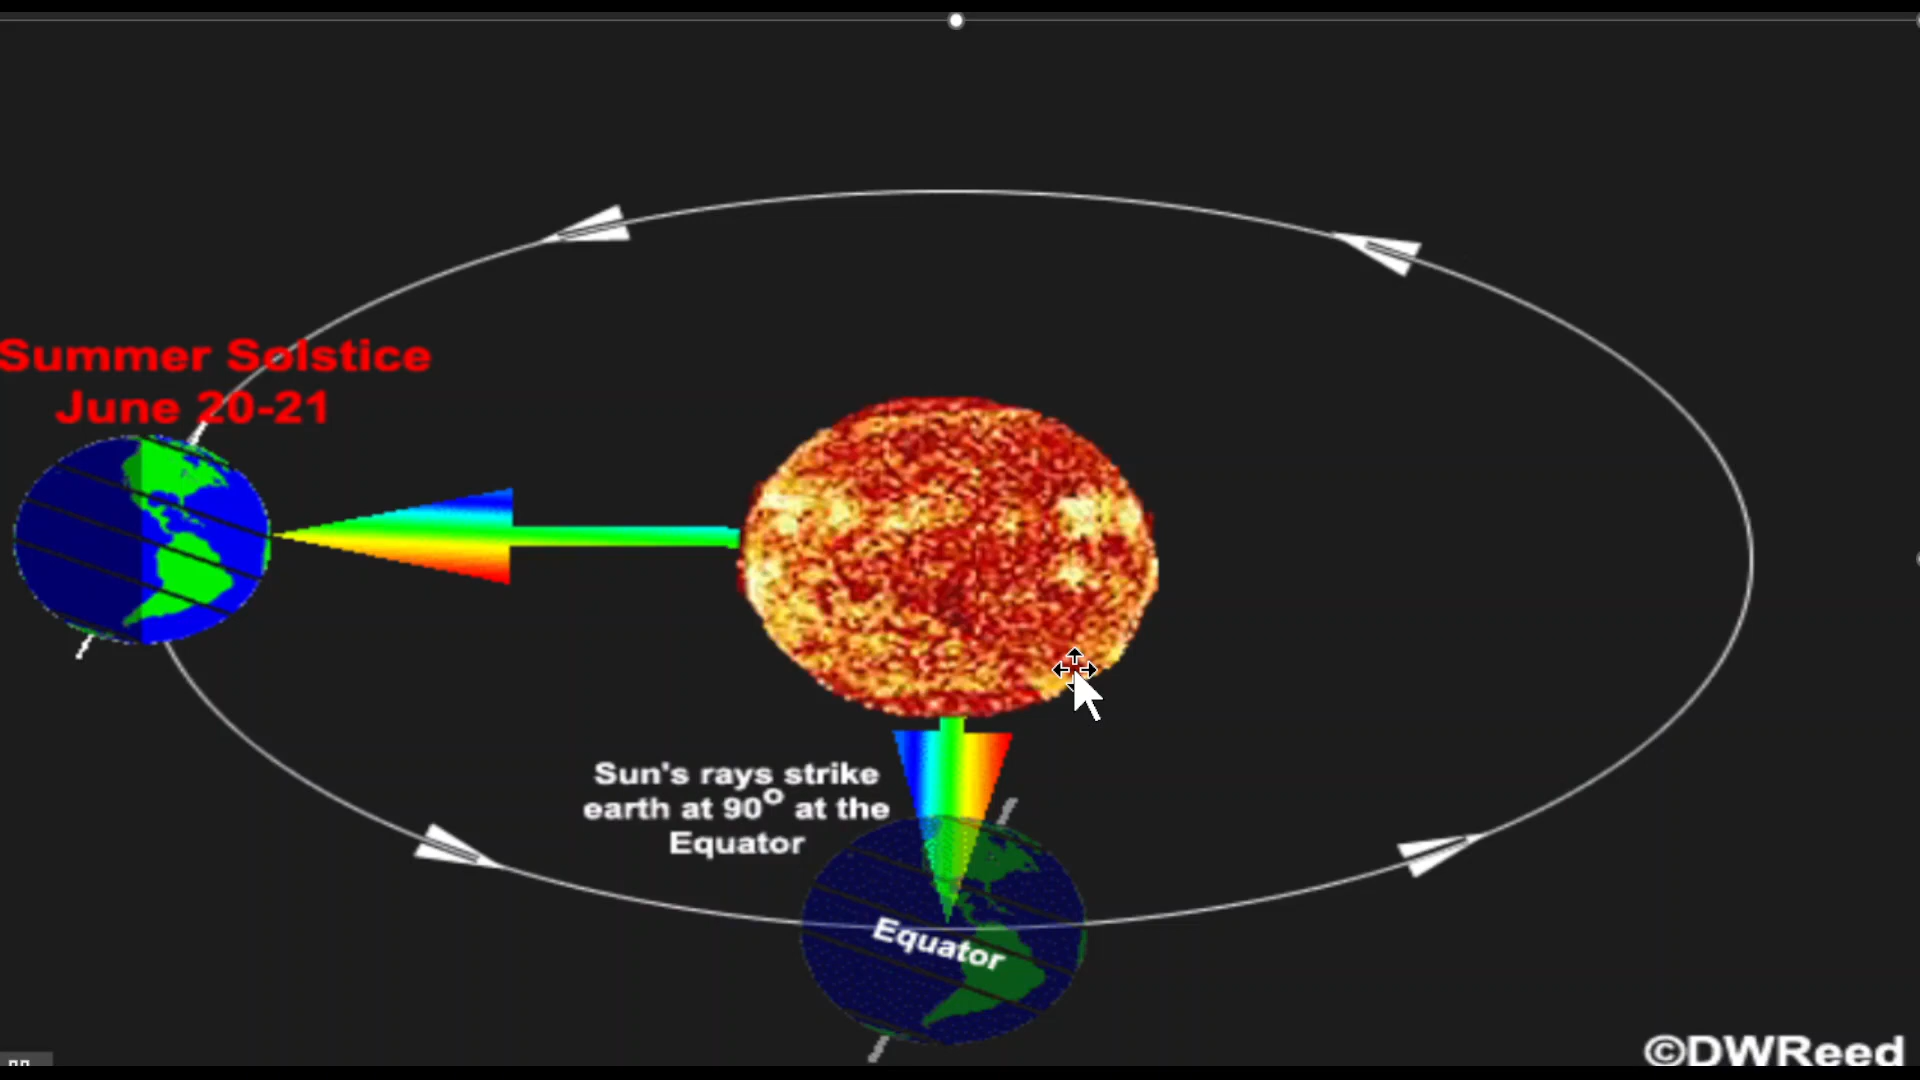 Summer Solstice
June 20-21
Sun's rays strike
earth at 90° at the
Equator
Equator
©DWReed